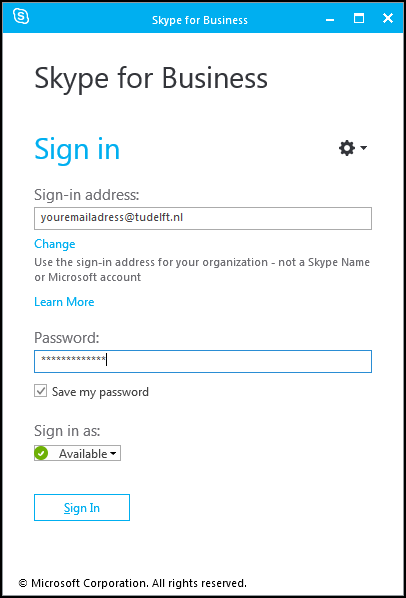 Skype for Business
Skype for Business
Sign in
Sign-in address:
youremailadress@tudelft.nl
Change
Use the sign-in address for your organization - not a Skype Name
or Microsoft account
Learn More
Password:
*************
Save my password
Sign in as:
Available
Sign In
© Microsoft Corporation. All rights reserved.